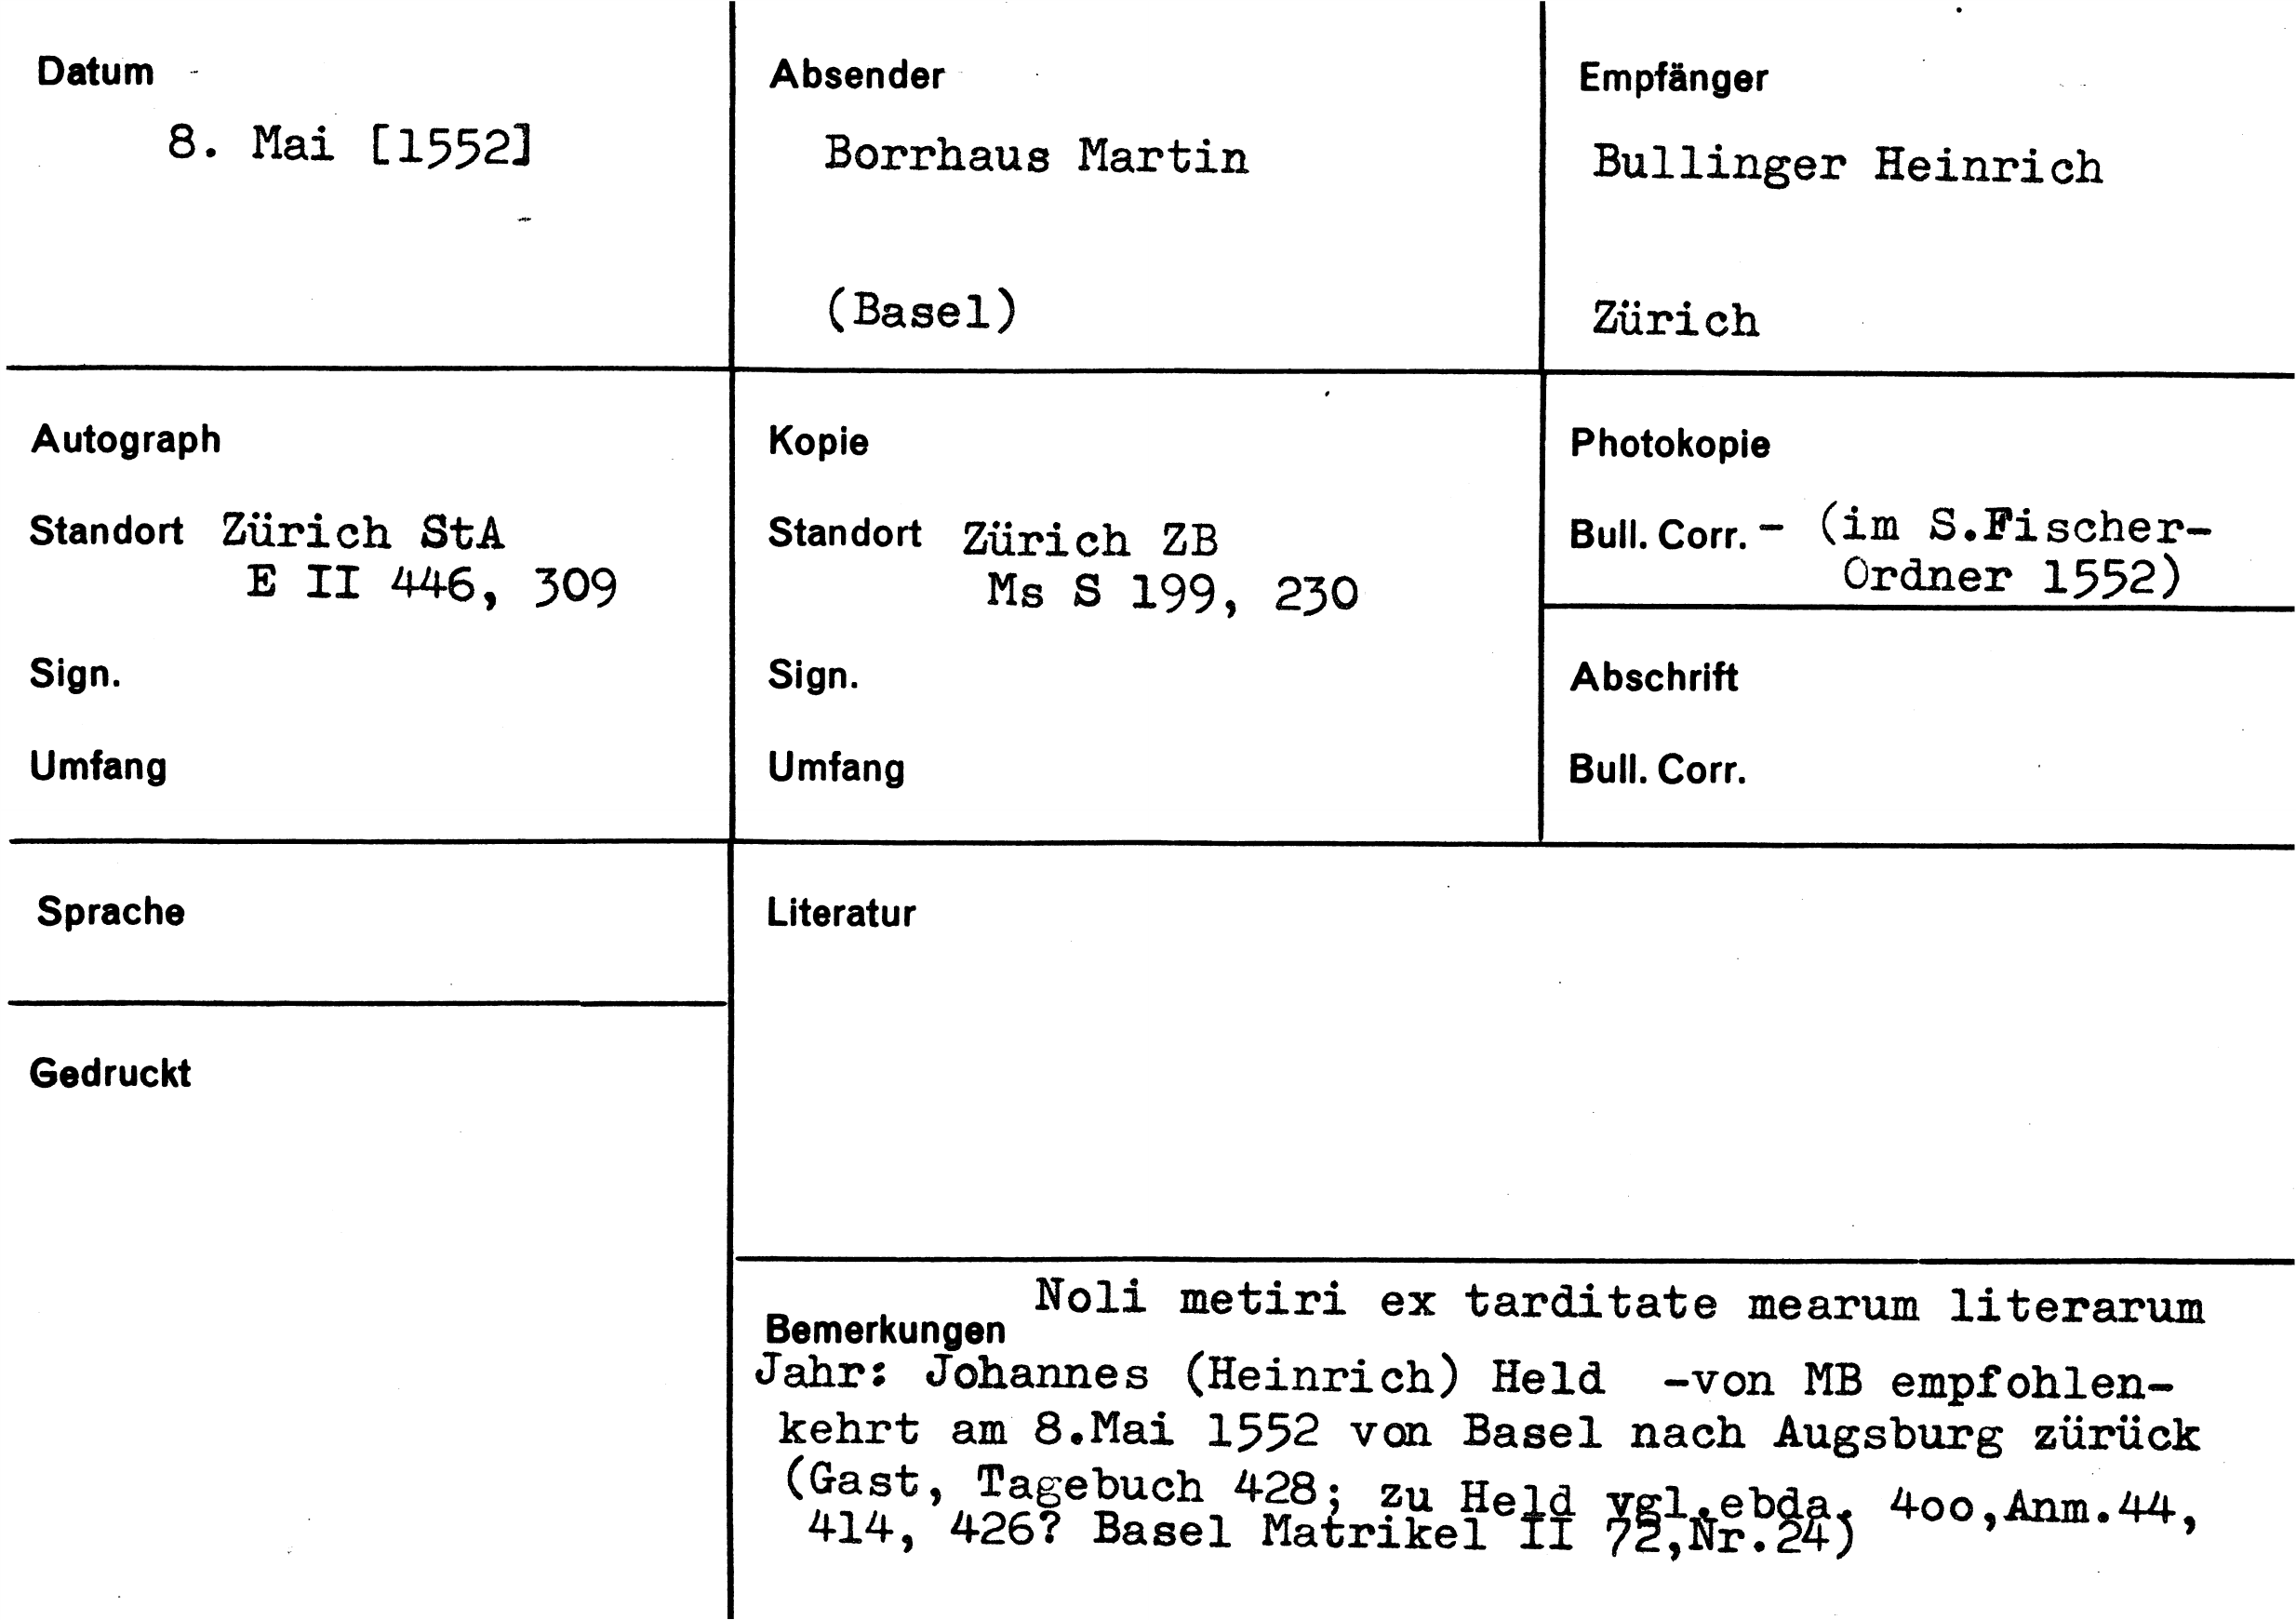 Datum
8. Mai [1552]
Absender
Borrhaus Martin
(Basel)
Empfänger
Bullinger Heinrich
Zürich
Autograph
Standort Zürich StA
E II 446, 309
Sign.
Umfang
Kopie
Standort Zürich ZB
Ms S 199, 230
Sign.
Umfang
Photokopie
Bull. Corr. - (im S.Fischer-
Ordner 1552)
Abschrift
Bull. Corr.
Sprache
Gedruckt
Literatur
Noli metiri ex tarditate mearum literarum
Bemerkungen
Jahr: Johannes (Heinrich) Held -von MB empfohlen-
kehrt am 8.Mai 1552 von Basel nach Augsburg zürück
(Gast, Tagebuch 428; zu Held vgl.ebda. 4oo,Anm.44,
414, 426? Basel Matrikel II 72,Nr.24)